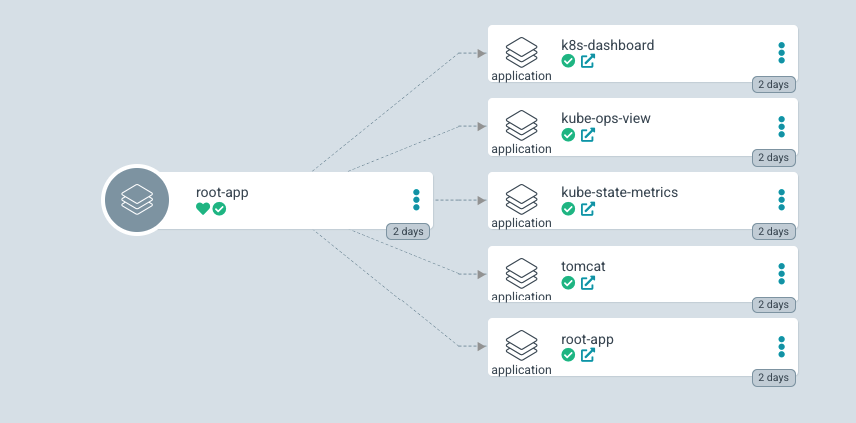 root-app
2 days
k8s-dashboard
application
2 days
kube-ops-view
application
2 days
kube-state-metrics
application
2 days
tomcat
application
2 days
root-app
application
2 days